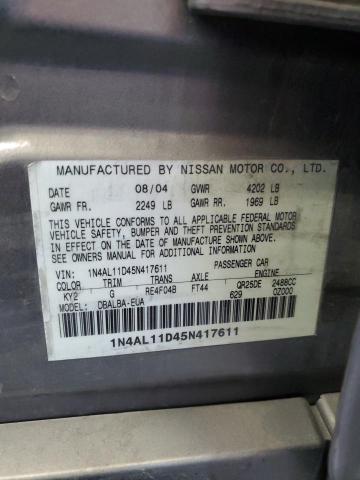 MANUFACTURED BY NISSAN MOTOR CO., LTD.
DATE 08/04 GVWR 4202 LB
GAWR FR. 2249 LB GAWR RR. 1969 LB
THIS VEHICLE CONFORMS TO ALL APPLICABLE FEDERAL MOTOR
VEHICLE SAFETY, BUMPER AND THEFT PREVENTION STANDARDS
IN EFFECT ON THE DATE OF MANUFACTURE SHOWN ABOVE.
SEE OWNERS MANUAL FOR ADDITIONAL INFORMATION
VIN: 1N4AL11D45N417611 PASSENGER CAR
COLOR TRIM TRANS AXLE ENGINE
KY2 G RE4F04B FT44 QR25DE 2488CC
MODEL: DBALBA-EUA 629 0Z000
1N4AL11D45N417611